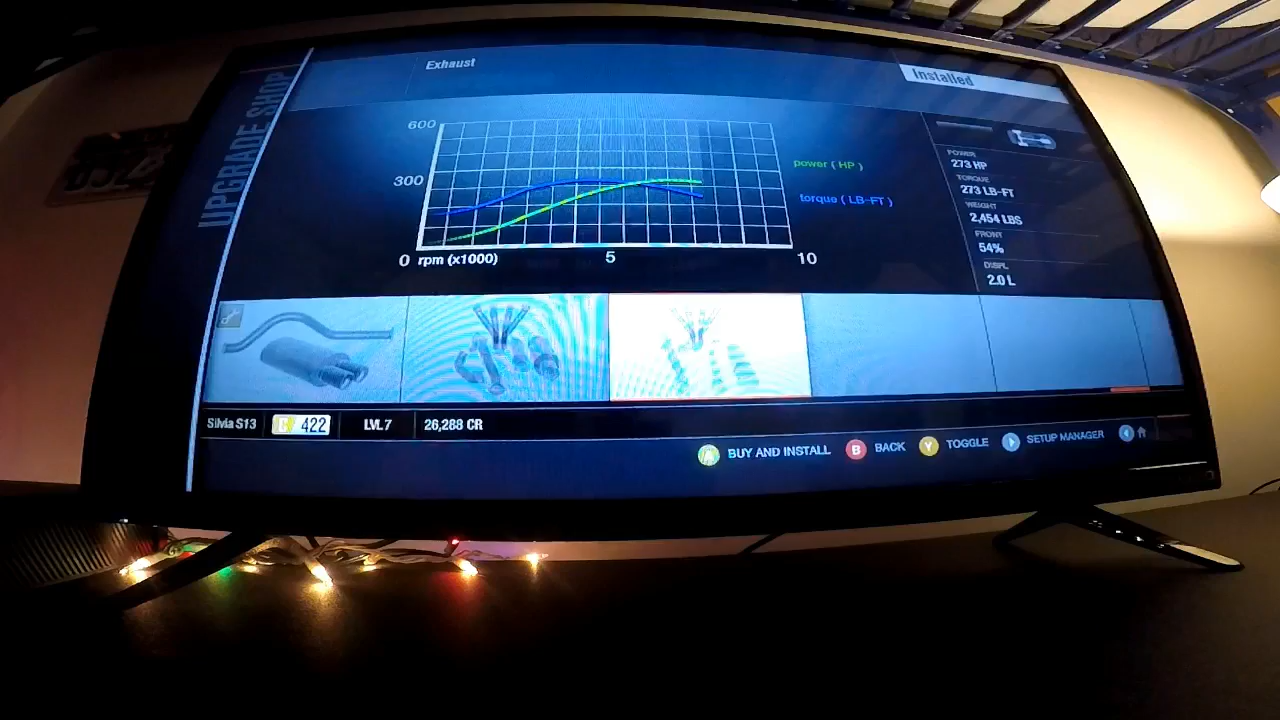 UPGRADE SHOP
Exhaust
Installed
600
300
0 rpm (x1000) 5 10
power ( HP )
torque ( LB-FT )
POWER
273 HP
TORQUE
273 LB-FT
WEIGHT
2,454 LBS
FRONT
54%
DISPL
2.0 L
Silvia S13 422 LVL 7 26,288 CR
BUY AND INSTALL B BACK Y TOGGLE SETUP MANAGER